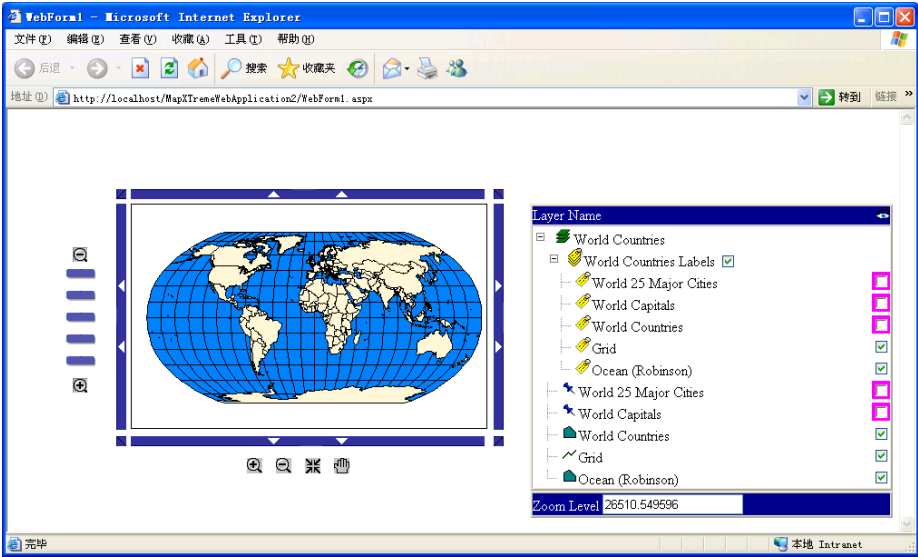 WebForm1 - Microsoft Internet Explorer
文件(F) 编辑(E) 查看(V) 收藏(A) 工具(T) 帮助(H)
后退 搜索 收藏夹
地址(D) http://localhost/MapXTremeWebApplication2/WebForm1.aspx 转到 链接 »
Layer Name
World Countries
World Countries Labels
World 25 Major Cities
World Capitals
World Countries
Grid
Ocean (Robinson)
World 25 Major Cities
World Capitals
World Countries
Grid
Ocean (Robinson)
Zoom Level 26510.549596
完毕 本地 Intranet